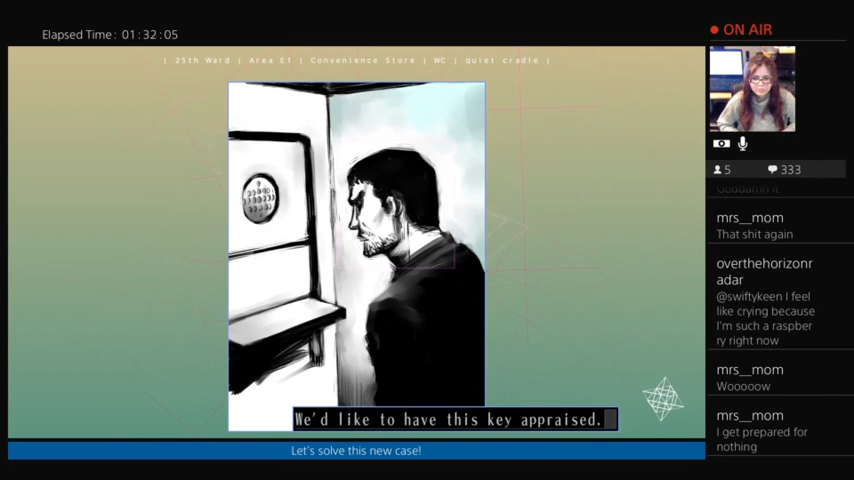 Elapsed Time: 01:32:05
ON AIR
| 25th Ward | Area E1 | Convenience Store | WC | quiet cradle |
5
333
Goddamn it
mrs__mom
That shit again
overthehorizonr
adar
@swiftykeen I feel
like crying because
I'm such a raspber
ry right now
mrs__mom
Wooooow
mrs__mom
I get prepared for
nothing
We'd like to have this key appraised.
Let's solve this new case!